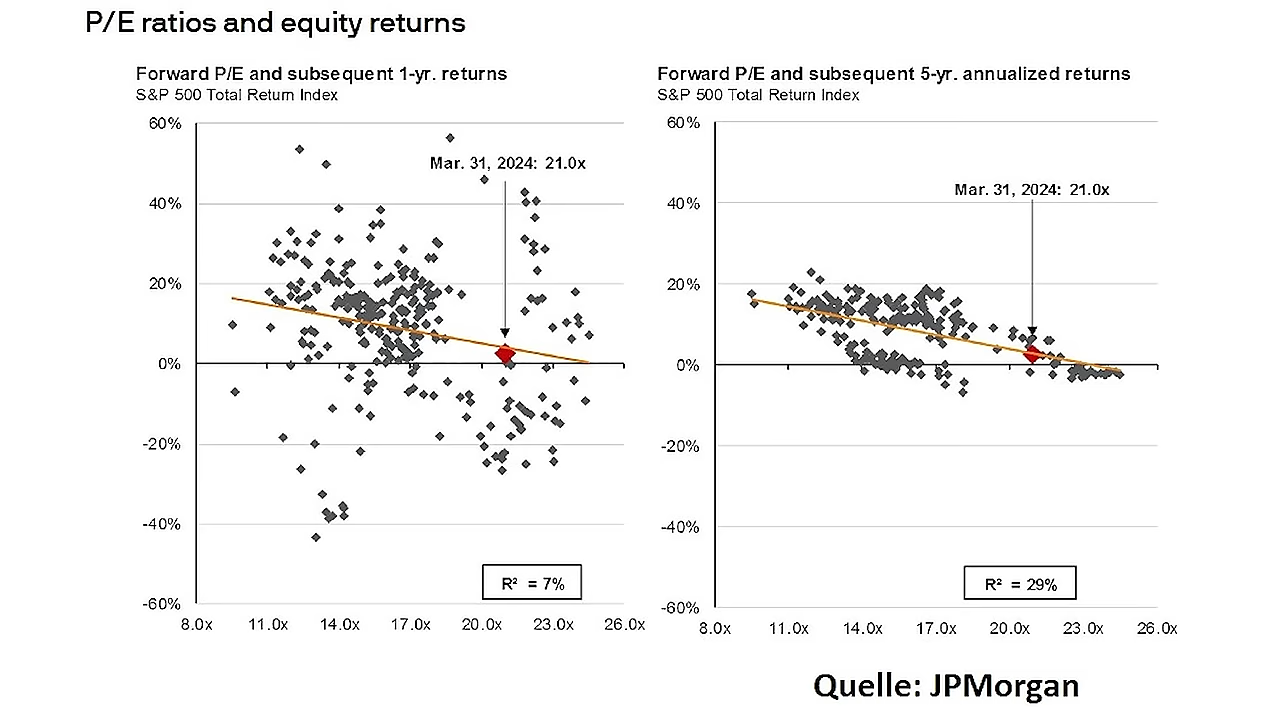 P/E ratios and equity returns
Forward P/E and subsequent 1-yr. returns
S&P 500 Total Return Index
60%
40%
20%
0%
-20%
-40%
-60%
Mar. 31, 2024: 21.0x
R² = 7%
8.0x 11.0x 14.0x 17.0x 20.0x 23.0x 26.0x
Forward P/E and subsequent 5-yr. annualized returns
S&P 500 Total Return Index
60%
40%
20%
0%
-20%
-40%
-60%
Mar. 31, 2024: 21.0x
R² = 29%
8.0x 11.0x 14.0x 17.0x 20.0x 23.0x 26.0x
Quelle: JPMorgan